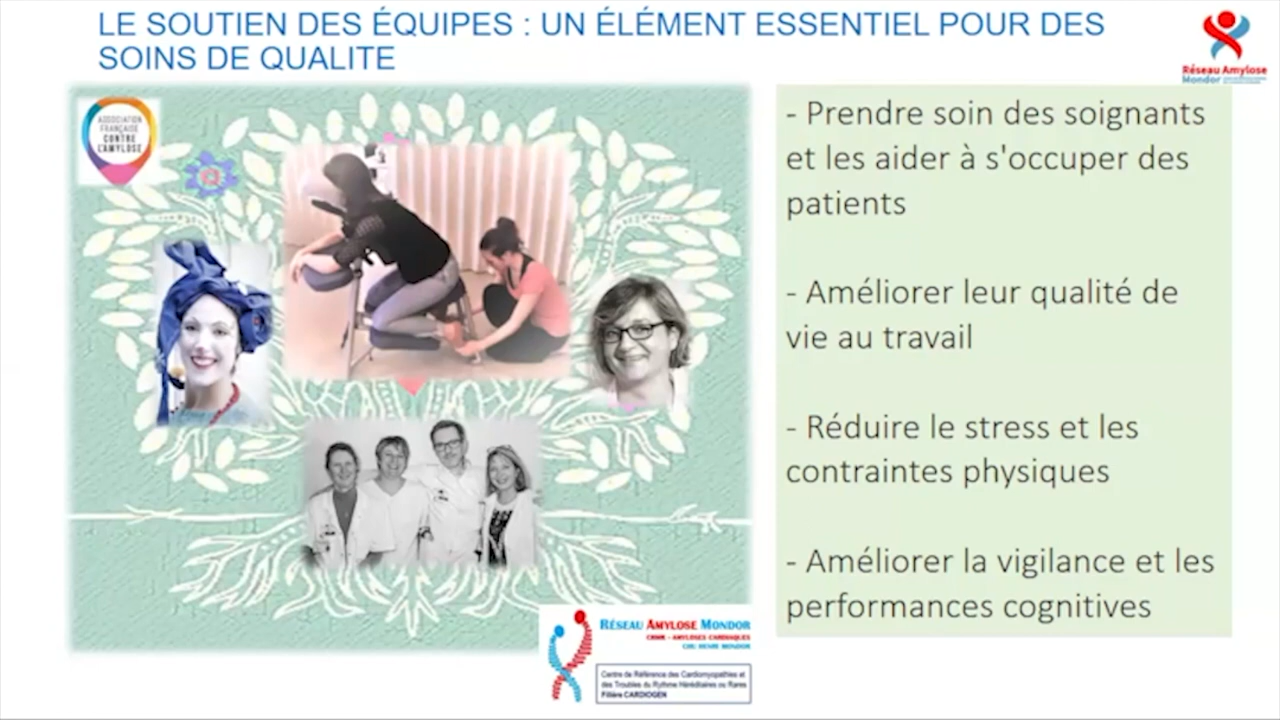 LE SOUTIEN DES ÉQUIPES : UN ÉLÉMENT ESSENTIEL POUR DES
SOINS DE QUALITE
Réseau Amylose
Mondor
ASSOCIATION
FRANÇAISE
CONTRE
L'AMYLOSE
- Prendre soin des soignants
et les aider à s'occuper des
patients
- Améliorer leur qualité de
vie au travail
- Réduire le stress et les
contraintes physiques
- Améliorer la vigilance et les
performances cognitives
RÉSEAU AMYLOSE MONDOR
CRMR - AMYLOSES CARDIAQUES
CHU HENRI MONDOR
Centre de Référence des Cardiomyopathies et
des Troubles du Rythme Héréditaires ou Rares
Filière CARDIOGEN